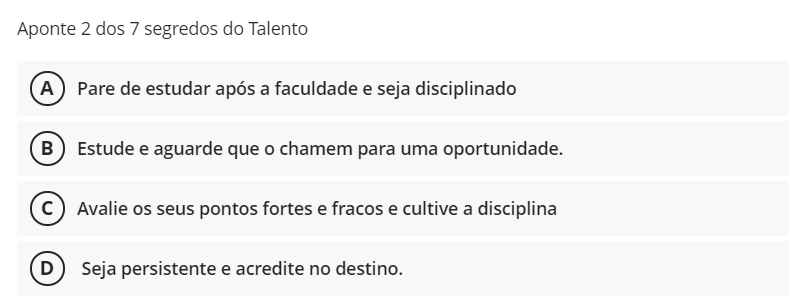 Aponte 2 dos 7 segredos do Talento
A Pare de estudar após a faculdade e seja disciplinado
B Estude e aguarde que o chamem para uma oportunidade.
C Avalie os seus pontos fortes e fracos e cultive a disciplina
D Seja persistente e acredite no destino.